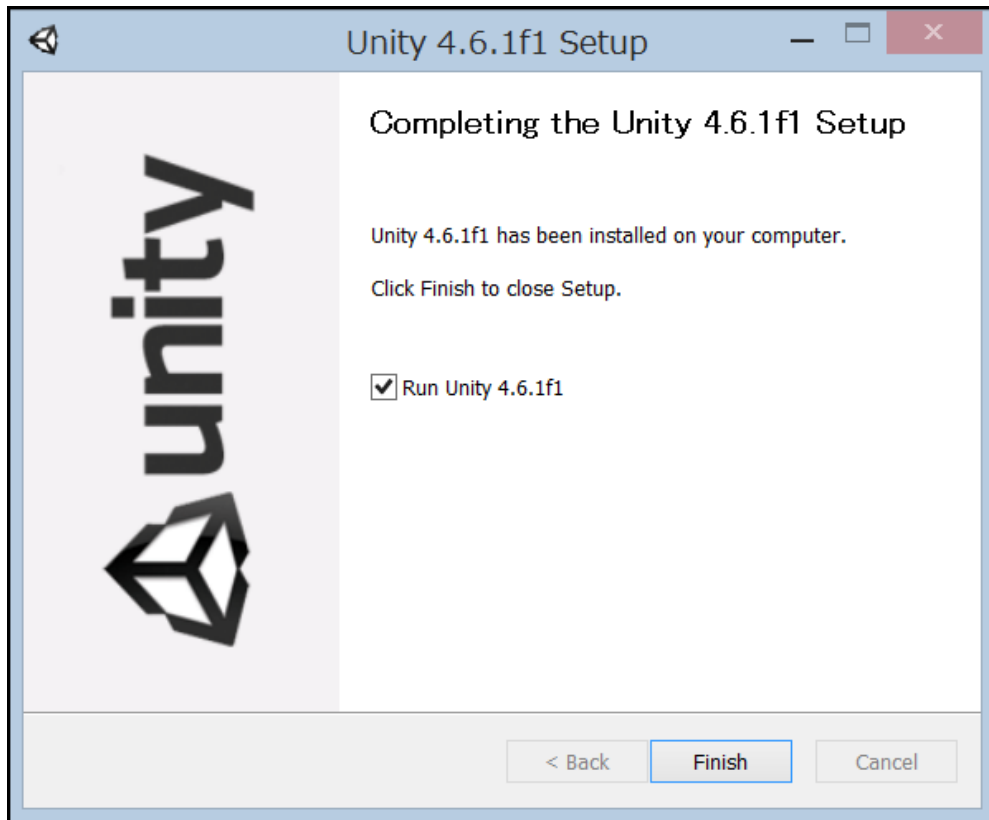 Unity 4.6.1f1 Setup
unity
Completing the Unity 4.6.1f1 Setup
Unity 4.6.1f1 has been installed on your computer.
Click Finish to close Setup.
Run Unity 4.6.1f1
< Back Finish Cancel